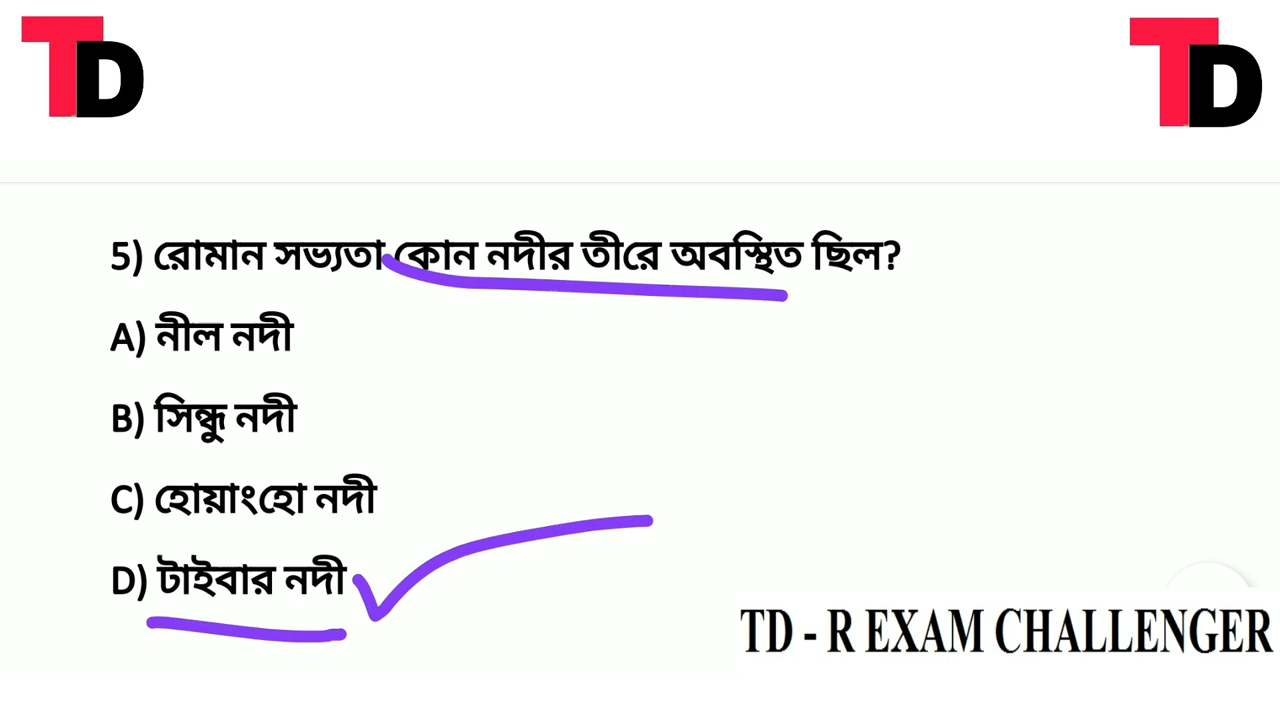 TD
TD
5) রোমান সভ্যতা কোন নদীর তীরে অবস্থিত ছিল?
A) নীল নদী
B) সিন্ধু নদী
C) হোয়াংহো নদী
D) টাইবার নদী
TD - R EXAM CHALLENGER